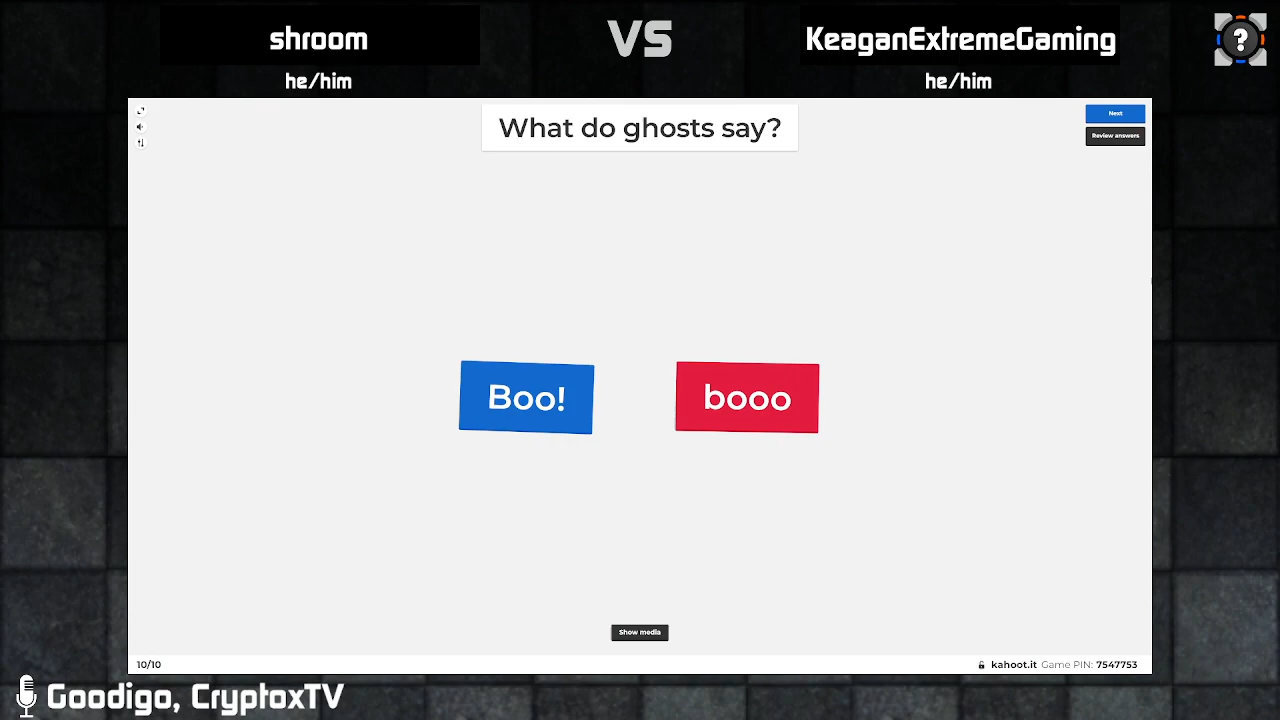 shroom
VS
KeaganExtremeGaming
?
he/him
he/him
What do ghosts say?
Next
Review answers
Boo!
booo
Show media
10/10
kahoot.it Game PIN: 7547753
Goodigo, CryptoxTV